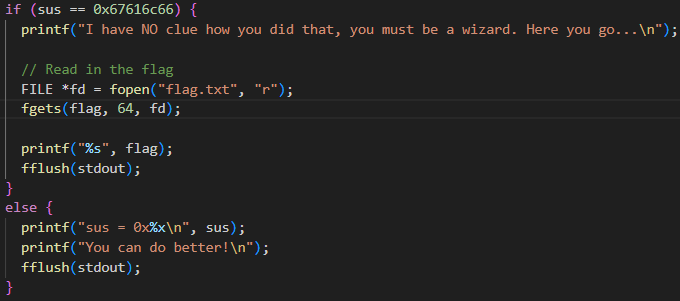 if (sus == 0x67616c66) {
printf("I have NO clue how you did that, you must be a wizard. Here you go...\n");
// Read in the flag
FILE *fd = fopen("flag.txt", "r");
fgets(flag, 64, fd);
printf("%s", flag);
fflush(stdout);
}
else {
printf("sus = 0x%x\n", sus);
printf("You can do better!\n");
fflush(stdout);
}